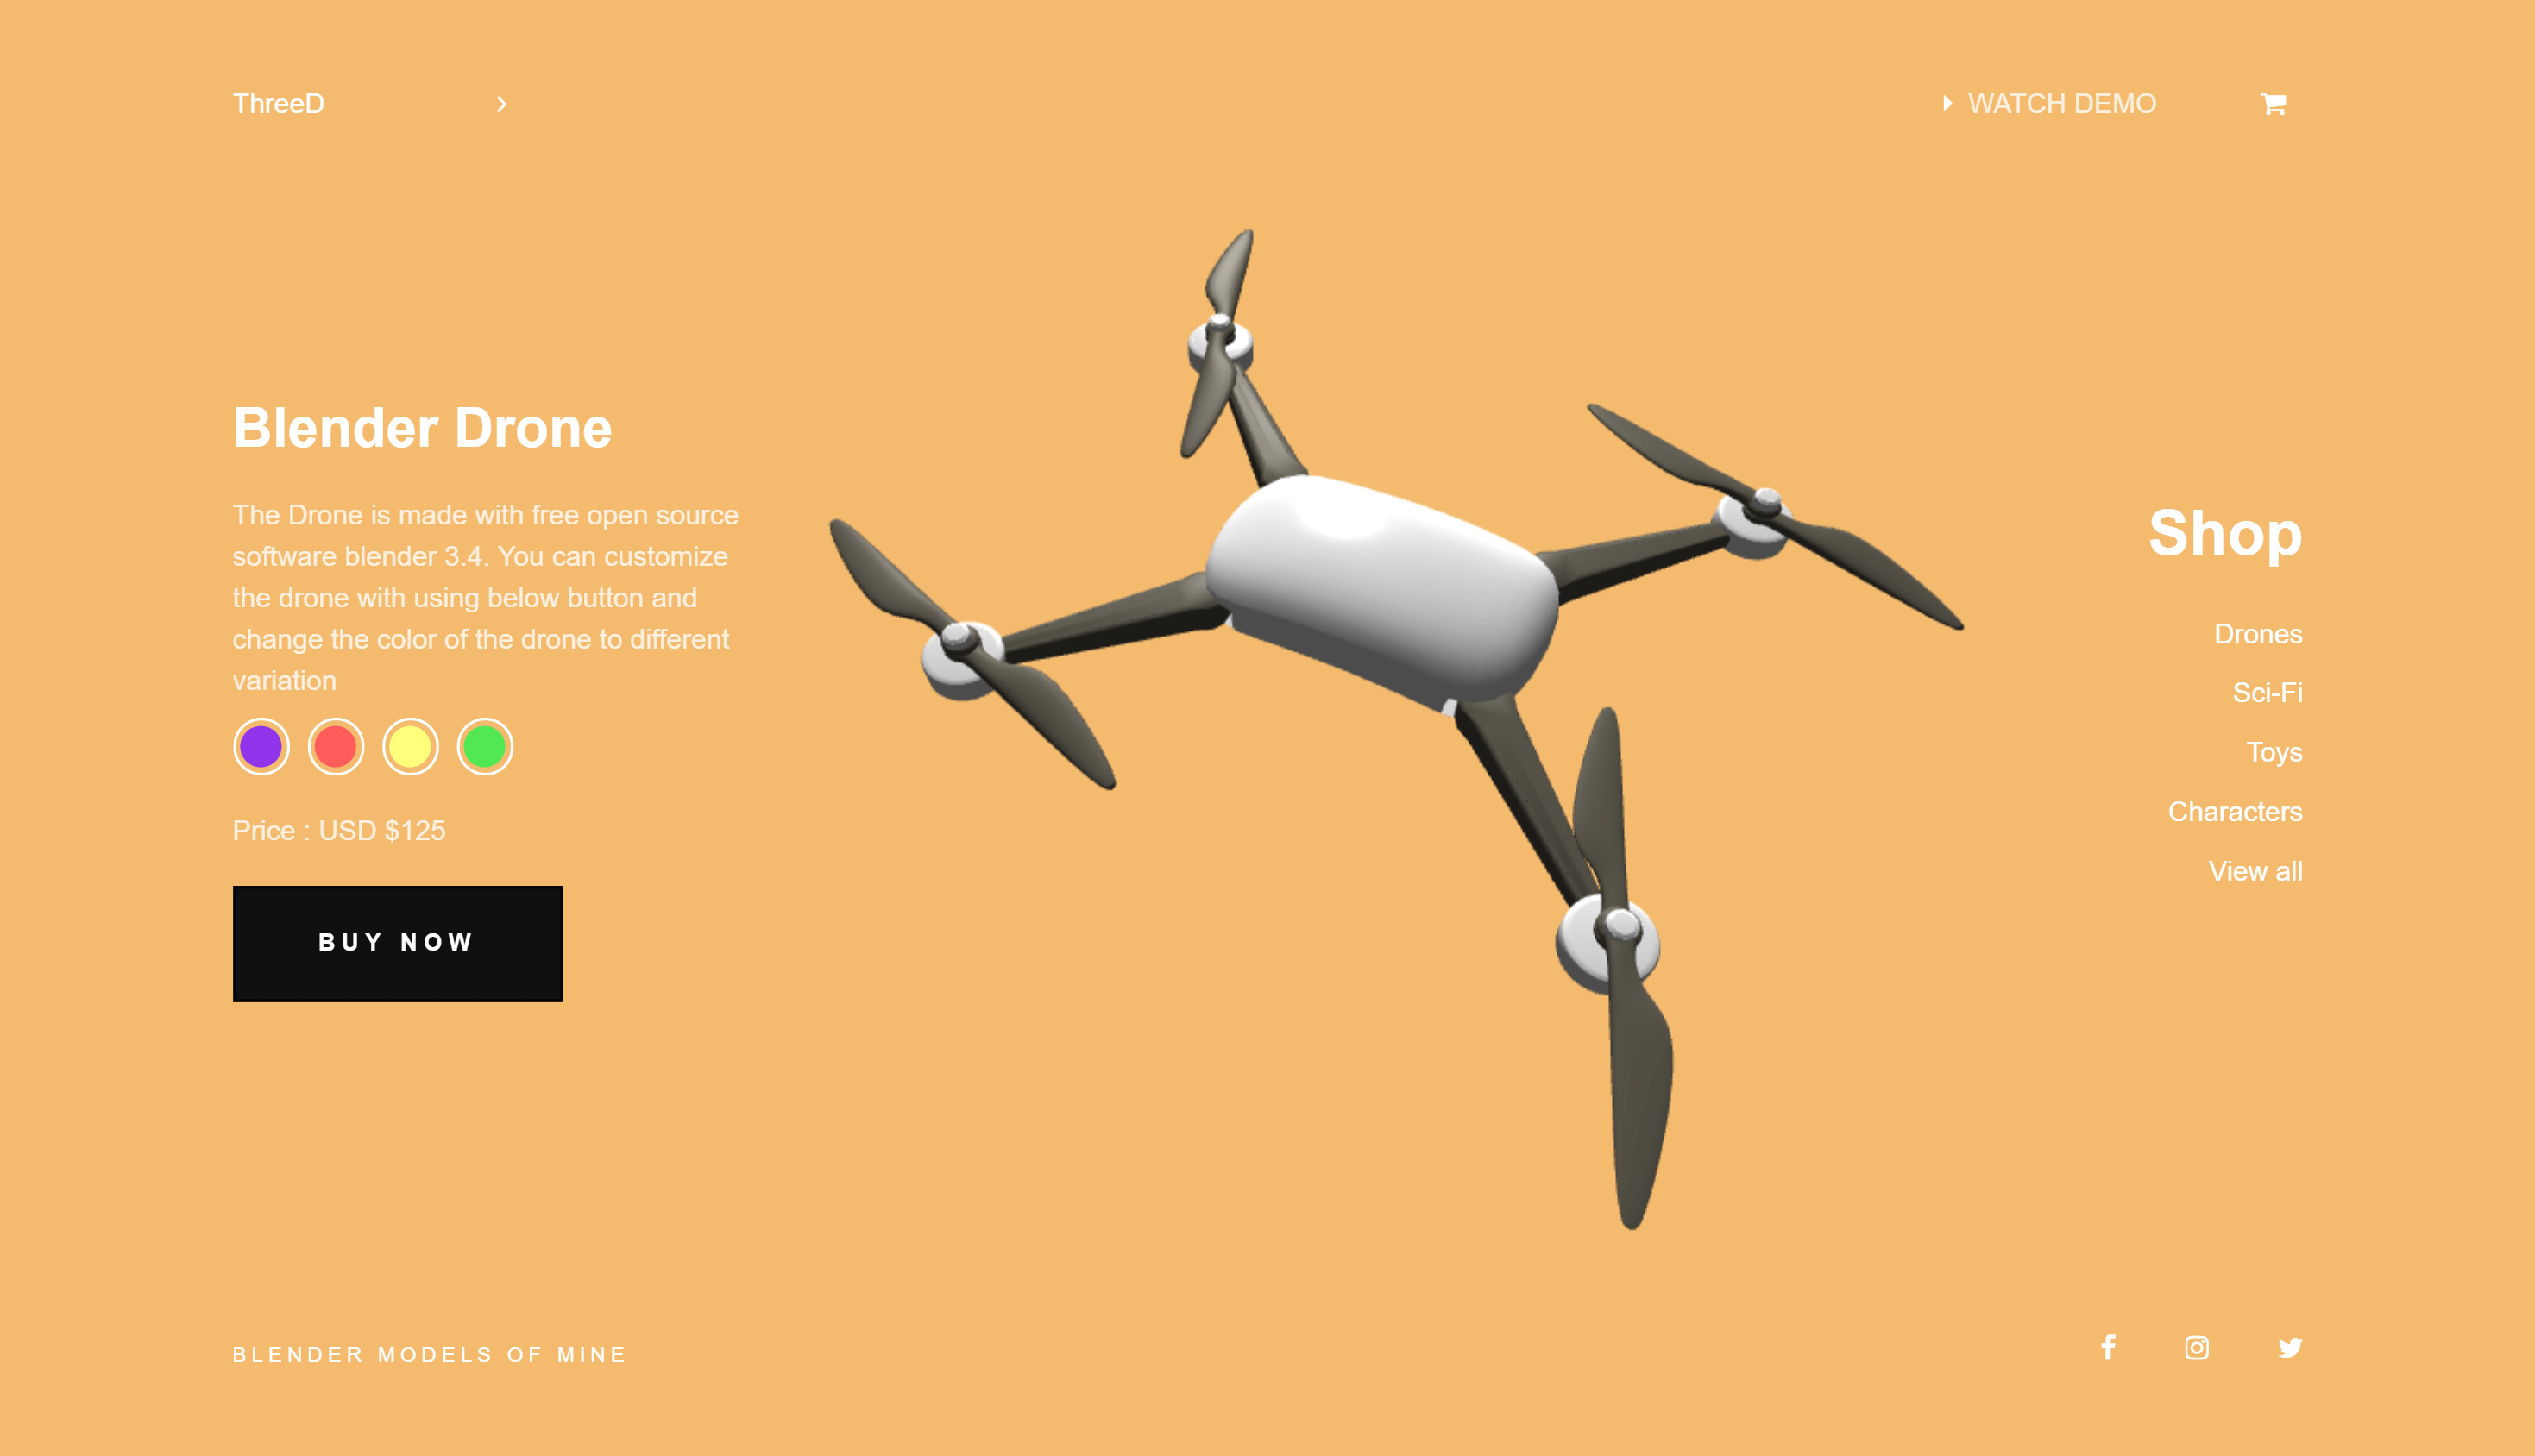 ThreeD
WATCH DEMO
Blender Drone
The Drone is made with free open source
software blender 3.4. You can customize
the drone with using below button and
change the color of the drone to different
variation
Price : USD $125
BUY NOW
Shop
Drones
Sci-Fi
Toys
Characters
View all
BLENDER MODELS OF MINE